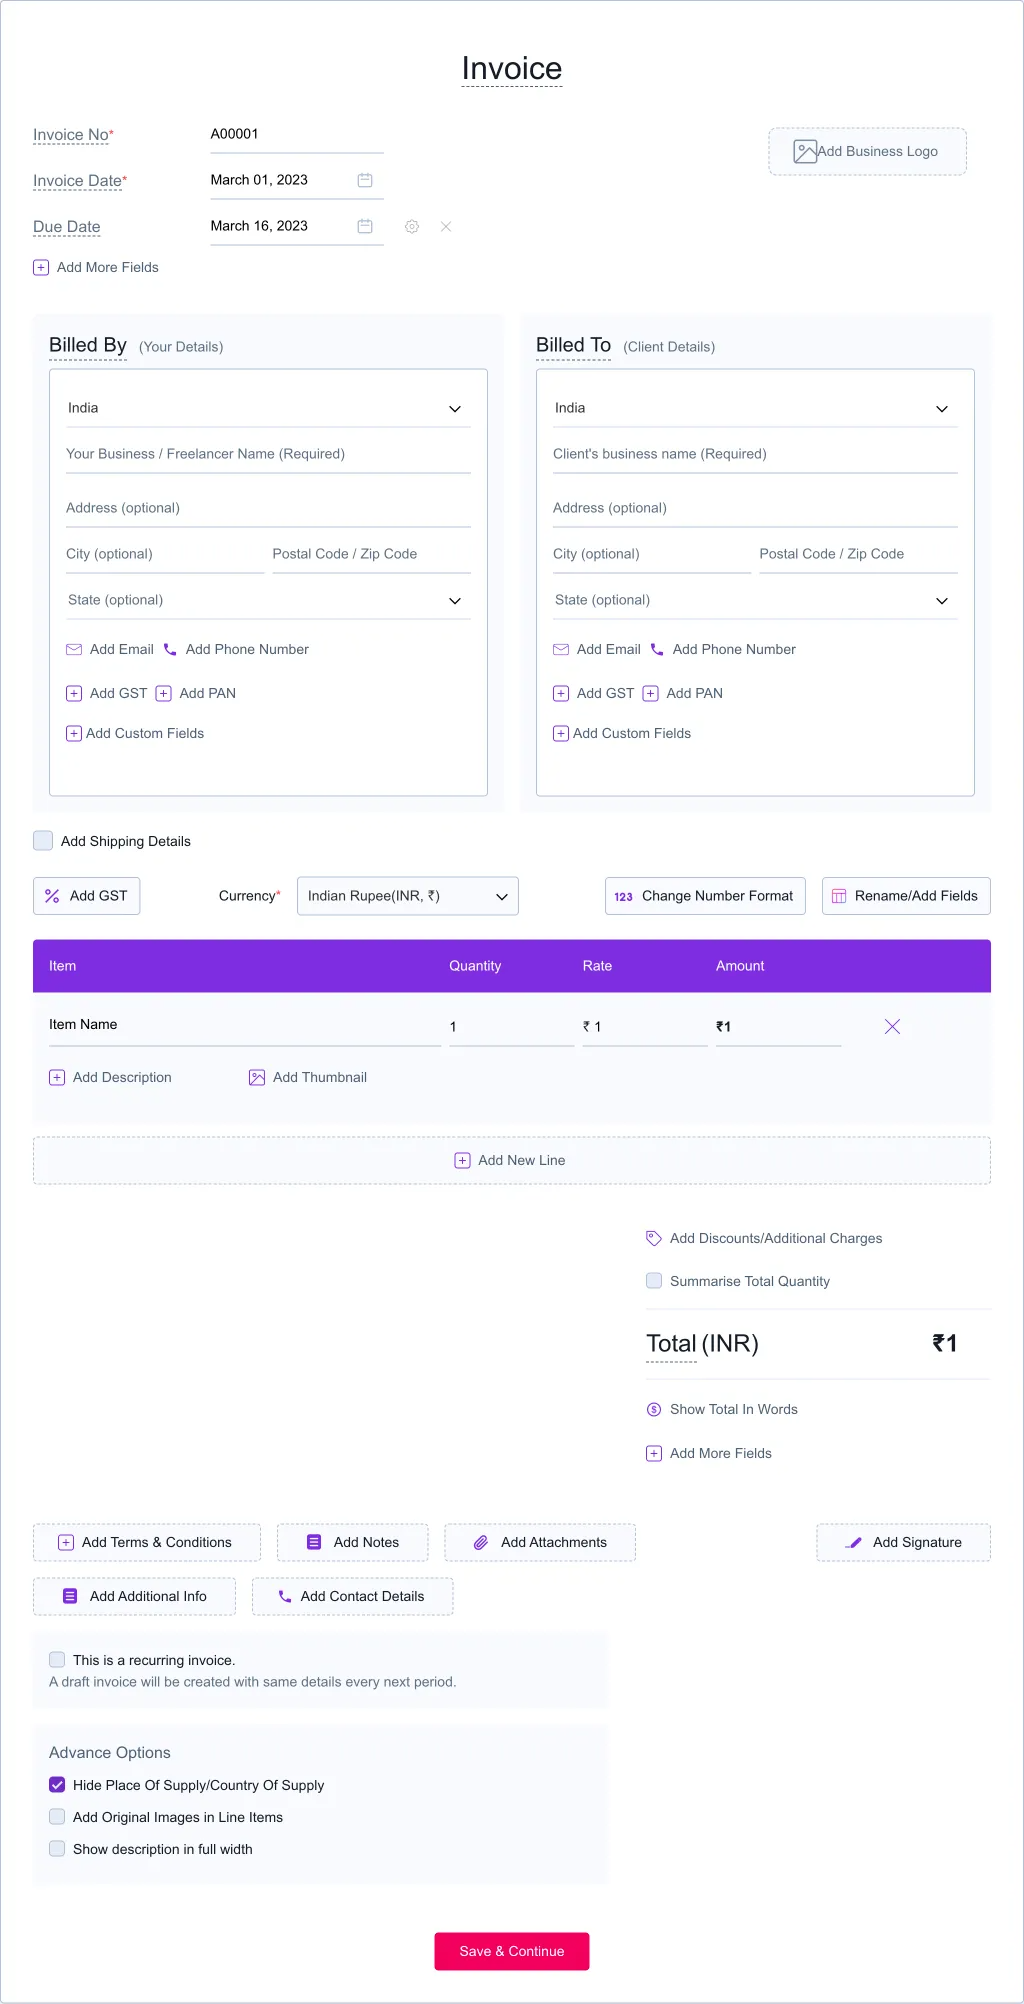 Invoice
Invoice No*
A00001
Add Business Logo
Invoice Date*
March 01, 2023
Due Date
March 16, 2023
Add More Fields
Billed By (Your Details)
India
Your Business / Freelancer Name (Required)
Address (optional)
City (optional)
Postal Code / Zip Code
State (optional)
Add Email
Add Phone Number
Add GST
Add PAN
Add Custom Fields
Billed To (Client Details)
India
Client's business name (Required)
Address (optional)
City (optional)
Postal Code / Zip Code
State (optional)
Add Email
Add Phone Number
Add GST
Add PAN
Add Custom Fields
Add Shipping Details
Add GST
Currency*
Indian Rupee(INR, ₹)
123 Change Number Format
Rename/Add Fields
Item Quantity Rate Amount
Item Name 1 ₹ 1 ₹1
Add Description
Add Thumbnail
Add New Line
Add Discounts/Additional Charges
Summarise Total Quantity
Total (INR) ₹1
Show Total In Words
Add More Fields
Add Terms & Conditions
Add Notes
Add Attachments
Add Signature
Add Additional Info
Add Contact Details
This is a recurring invoice.
A draft invoice will be created with same details every next period.
Advance Options
Hide Place Of Supply/Country Of Supply
Add Original Images in Line Items
Show description in full width
Save & Continue